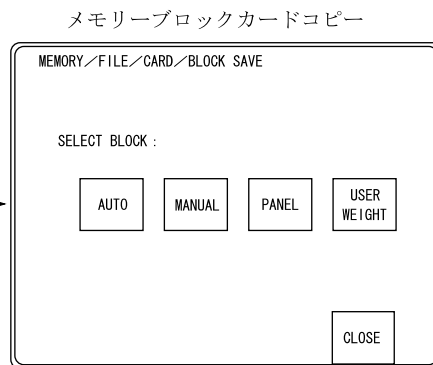 メモリーブロックカードコピー
MEMORY／FILE／CARD／BLOCK SAVE
SELECT BLOCK :
AUTO
MANUAL
PANEL
USER
WEIGHT
CLOSE